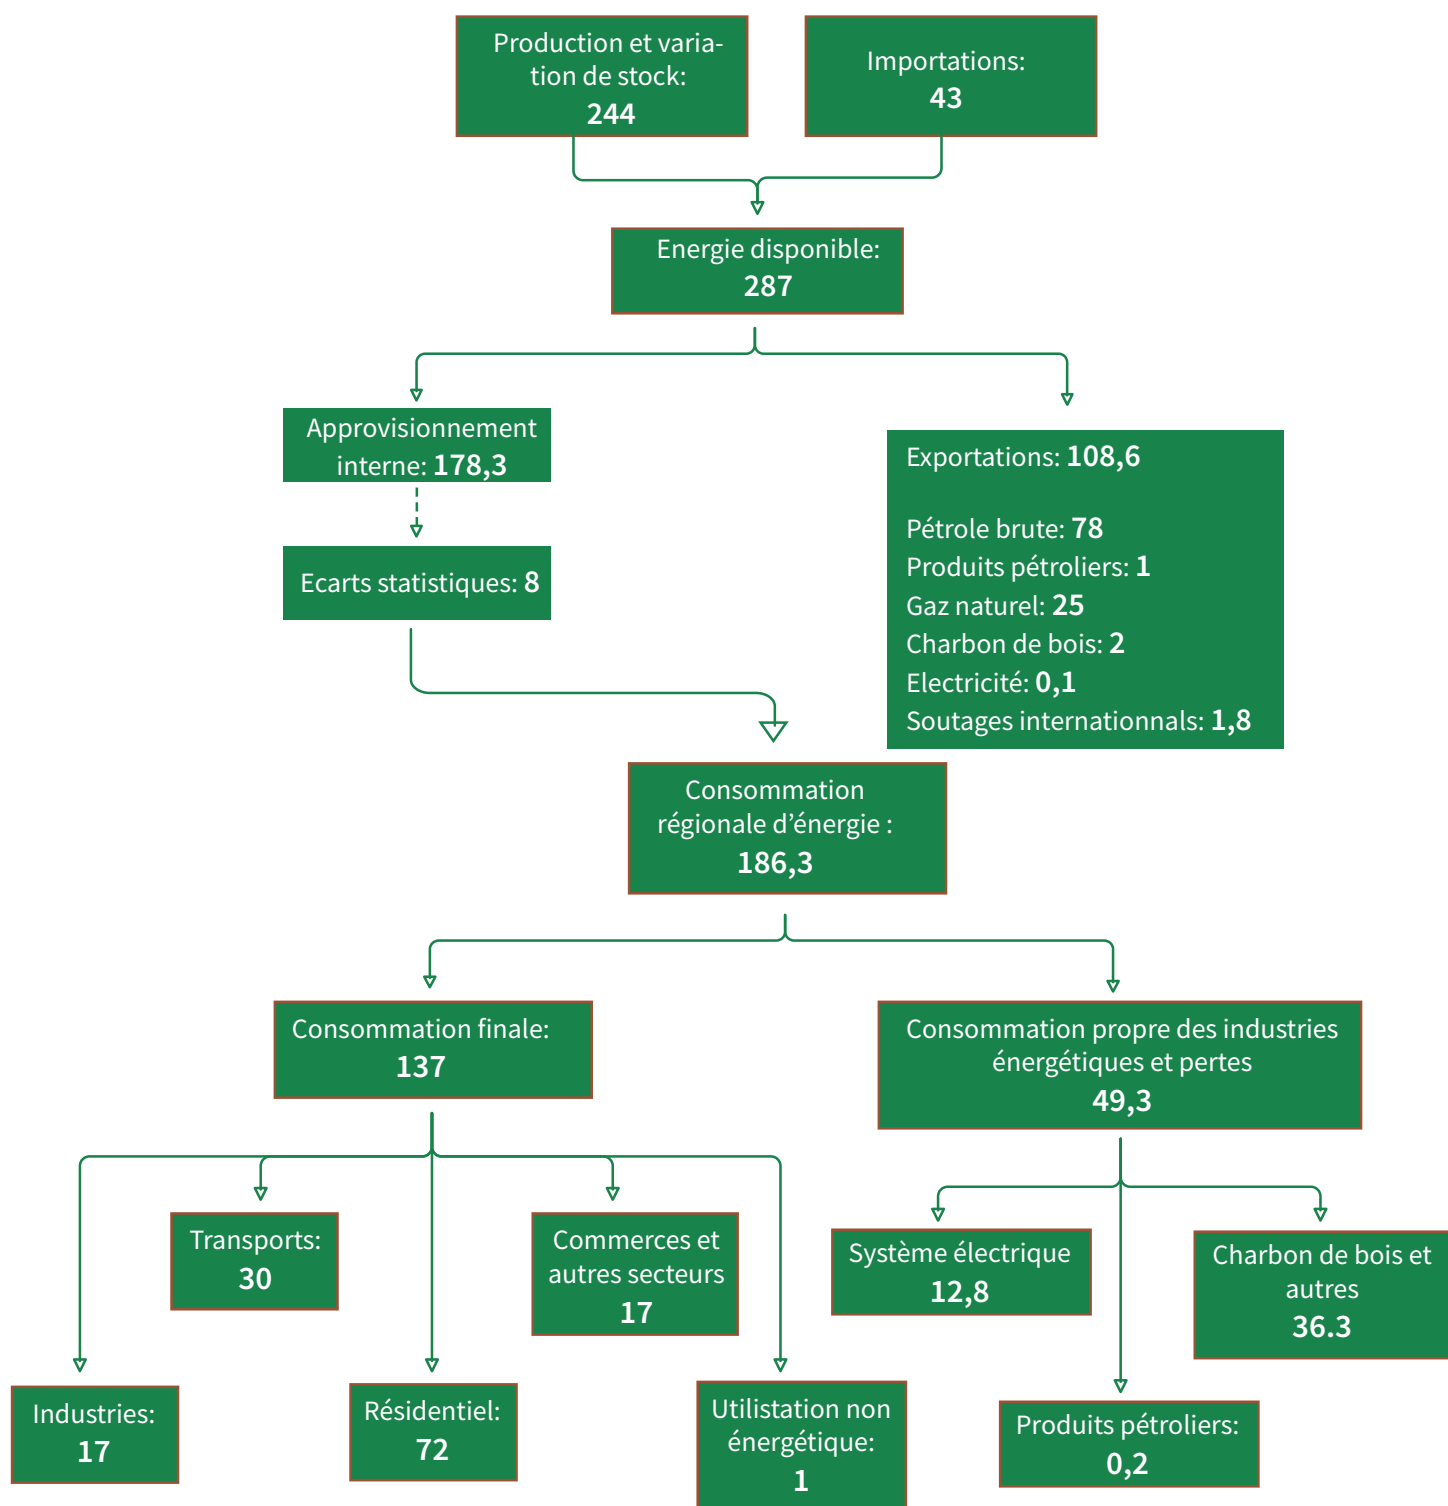 Production et varia-
tion de stock:
244
Importations:
43
Energie disponible:
287
Approvisionnement
interne: 178,3
Ecarts statistiques: 8
Exportations: 108,6
Pétrole brute: 78
Produits pétroliers: 1
Gaz naturel: 25
Charbon de bois: 2
Electricité: 0,1
Soutages internationnals: 1,8
Consommation
régionale d’énergie :
186,3
Consommation finale:
137
Consommation propre des industries
énergétiques et pertes
49,3
Transports:
30
Commerces et
autres secteurs
17
Système électrique
12,8
Charbon de bois et
autres
36.3
Industries:
17
Résidentiel:
72
Utilistation non
énergétique:
1
Produits pétroliers:
0,2